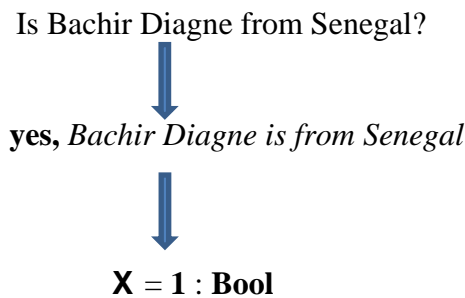 Is Bachir Diagne from Senegal?
yes, Bachir Diagne is from Senegal
X = 1 : Bool